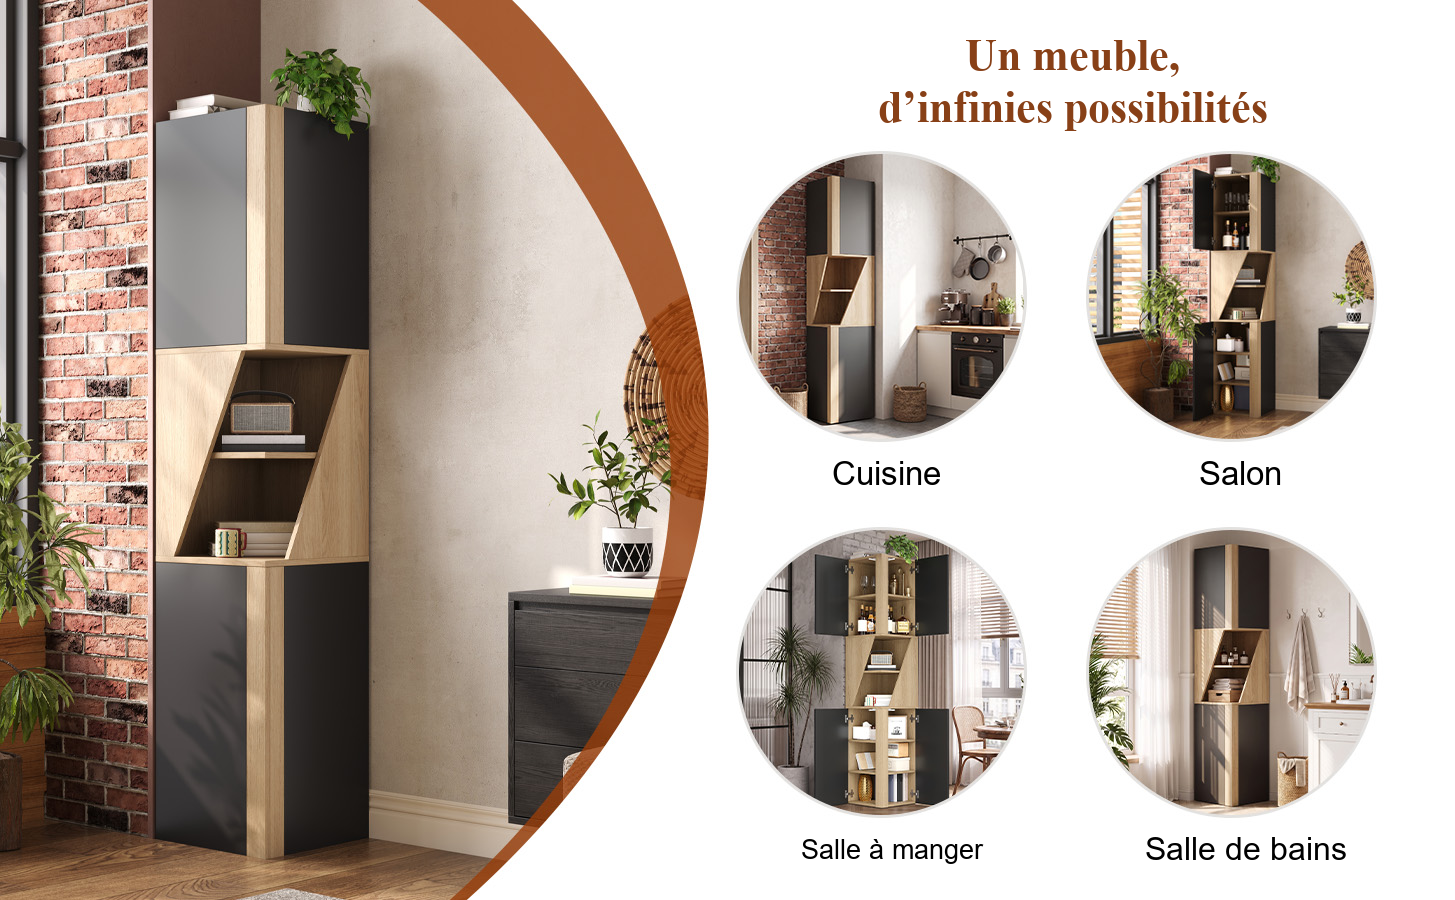 Un meuble,
d’infinies possibilités
Cuisine
Salon
Salle à manger
Salle de bains